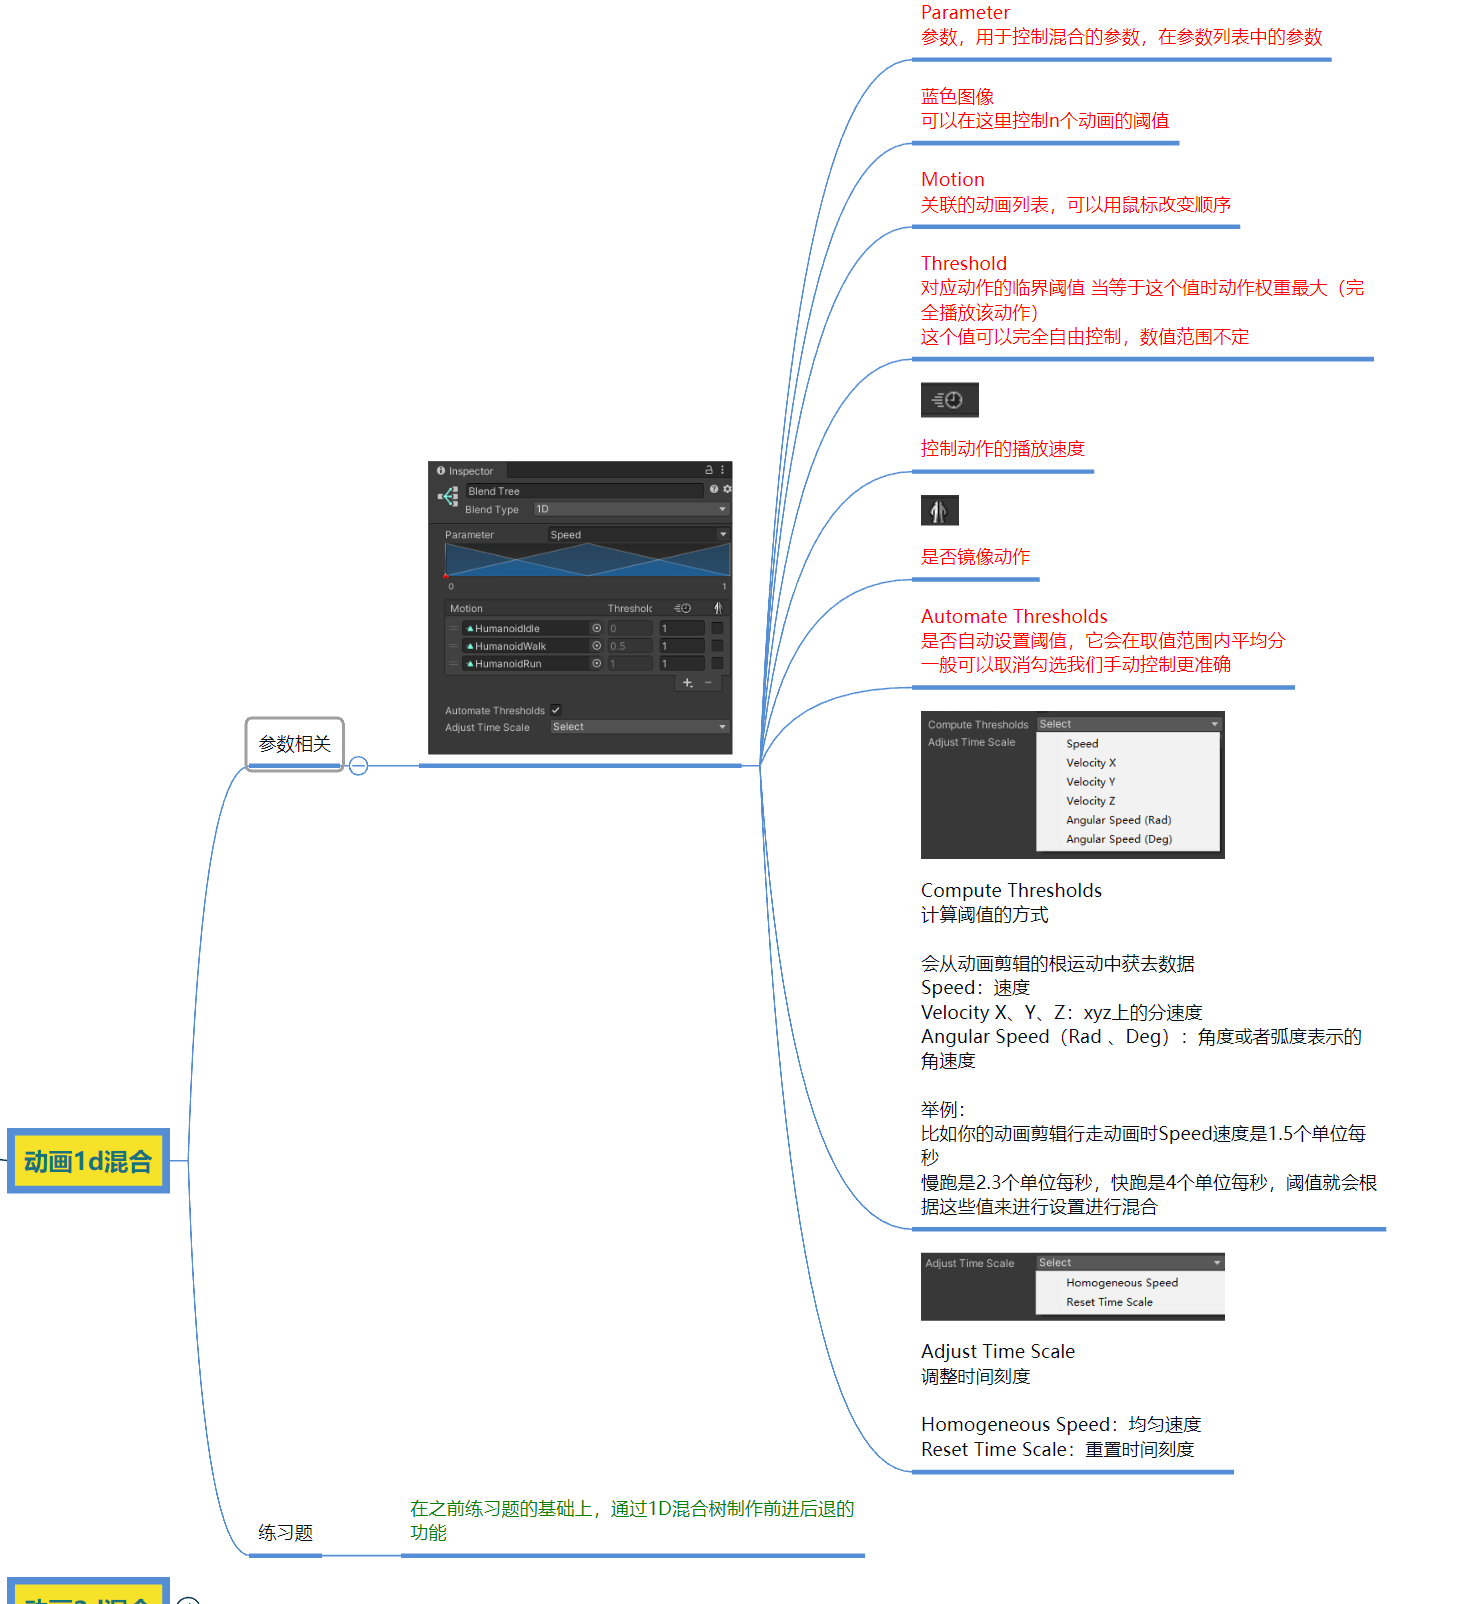 Parameter
参数，用于控制混合的参数，在参数列表中的参数
蓝色图像
可以在这里控制n个动画的阈值
Motion
关联的动画列表，可以用鼠标改变顺序
Threshold
对应动作的临界阈值 当等于这个值时动作权重最大（完
全播放该动作）
这个值可以完全自由控制，数值范围不定
控制动作的播放速度
是否镜像动作
Automate Thresholds
是否自动设置阈值，它会在取值范围内平均分
一般可以取消勾选我们手动控制更准确
Inspector
Blend Tree
Blend Type 1D
Parameter Speed
0 1
Motion Threshold
HumanoidIdle 0 1
HumanoidWalk 0.5 1
HumanoidRun 1 1
+ −
Automate Thresholds
Adjust Time Scale Select
参数相关
Compute Thresholds Select
Adjust Time Scale
Speed
Velocity X
Velocity Y
Velocity Z
Angular Speed (Rad)
Angular Speed (Deg)
Compute Thresholds
计算阈值的方式
会从动画剪辑的根运动中获去数据
Speed：速度
Velocity X、Y、Z：xyz上的分速度
Angular Speed（Rad 、Deg）：角度或者弧度表示的
角速度
举例：
比如你的动画剪辑行走动画时Speed速度是1.5个单位每
秒
慢跑是2.3个单位每秒，快跑是4个单位每秒，阈值就会根
据这些值来进行设置进行混合
动画1d混合
Adjust Time Scale Select
Homogeneous Speed
Reset Time Scale
Adjust Time Scale
调整时间刻度
Homogeneous Speed：均匀速度
Reset Time Scale：重置时间刻度
练习题
在之前练习题的基础上，通过1D混合树制作前进后退的
功能
动画2d混合